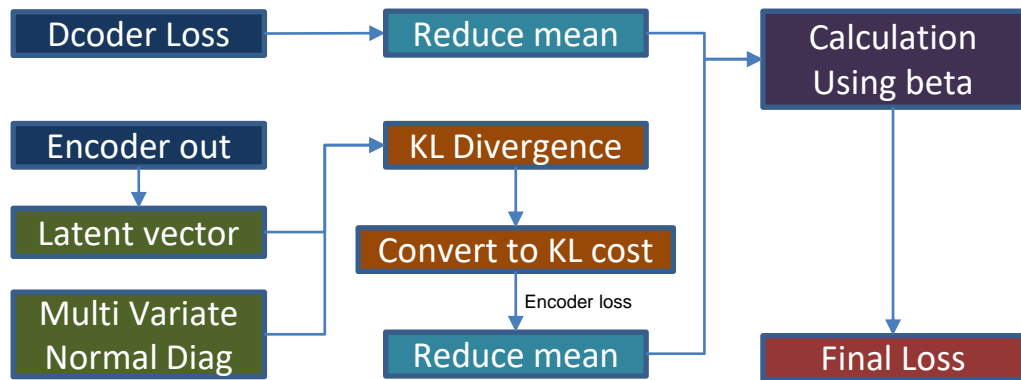 Dcoder Loss
Reduce mean
Calculation
Using beta
Encoder out
KL Divergence
Latent vector
Convert to KL cost
Encoder loss
Multi Variate
Normal Diag
Reduce mean
Final Loss